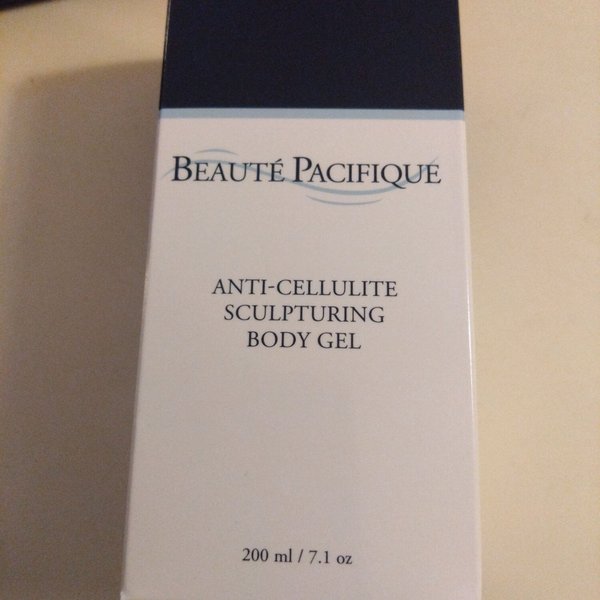 BEAUTÉ PACIFIQUE
ANTI-CELLULITE
SCULPTURING
BODY GEL
200 ml / 7.1 oz